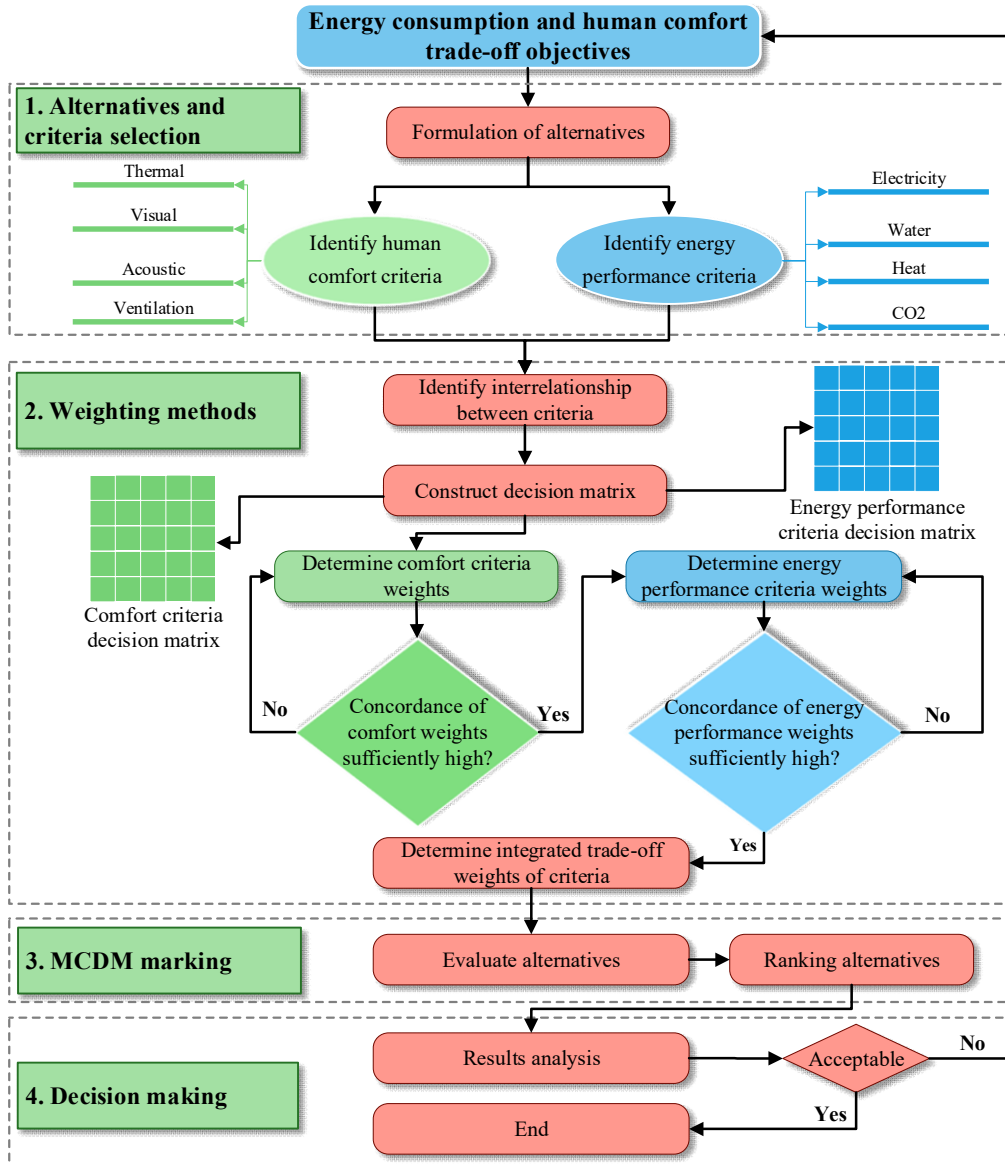 Energy consumption and human comfort
trade-off objectives
1. Alternatives and
criteria selection
Formulation of alternatives
Thermal
Visual
Acoustic
Ventilation
Identify human
comfort criteria
Identify energy
performance criteria
Electricity
Water
Heat
CO2
2. Weighting methods
Identify interrelationship
between criteria
Construct decision matrix
Energy performance
criteria decision matrix
Comfort criteria
decision matrix
Determine comfort criteria
weights
Determine energy
performance criteria weights
No
Concordance of
comfort weights
sufficiently high?
Yes
Concordance of energy
performance weights
sufficiently high?
No
Yes
Determine integrated trade-off
weights of criteria
3. MCDM marking
Evaluate alternatives
Ranking alternatives
4. Decision making
Results analysis
Acceptable
No
Yes
End